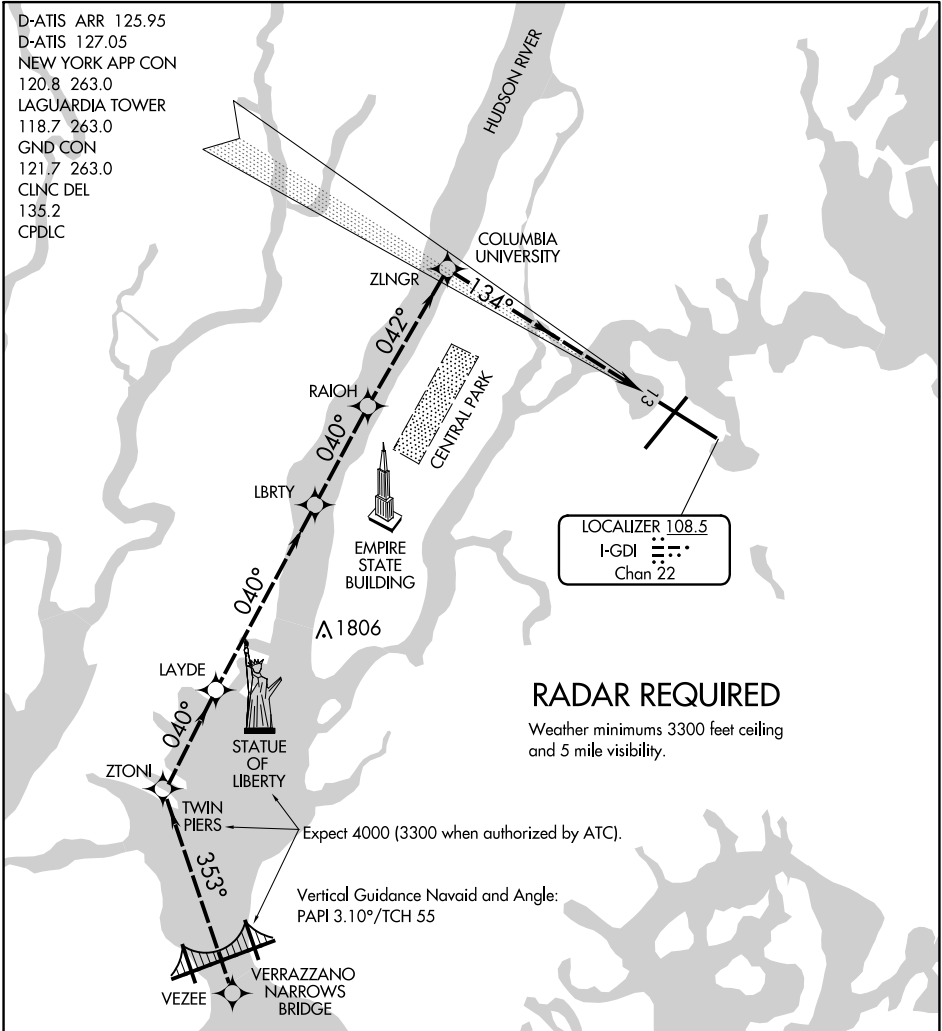 D-ATIS ARR 125.95
D-ATIS 127.05
NEW YORK APP CON
120.8 263.0
LAGUARDIA TOWER
118.7 263.0
GND CON
121.7 263.0
CLNC DEL
135.2
CPDLC
HUDSON RIVER
COLUMBIA
UNIVERSITY
ZLNGR
134°
042°
RAIOH
CENTRAL PARK
13
040°
LBRTY
EMPIRE
STATE
BUILDING
LOCALIZER 108.5
I-GDI
Chan 22
040°
1806
LAYDE
RADAR REQUIRED
Weather minimums 3300 feet ceiling
and 5 mile visibility.
040°
STATUE
OF
LIBERTY
ZTONI
TWIN
PIERS
Expect 4000 (3300 when authorized by ATC).
353°
Vertical Guidance Navaid and Angle:
PAPI 3.10°/TCH 55
VEZEE
VERRAZZANO
NARROWS
BRIDGE